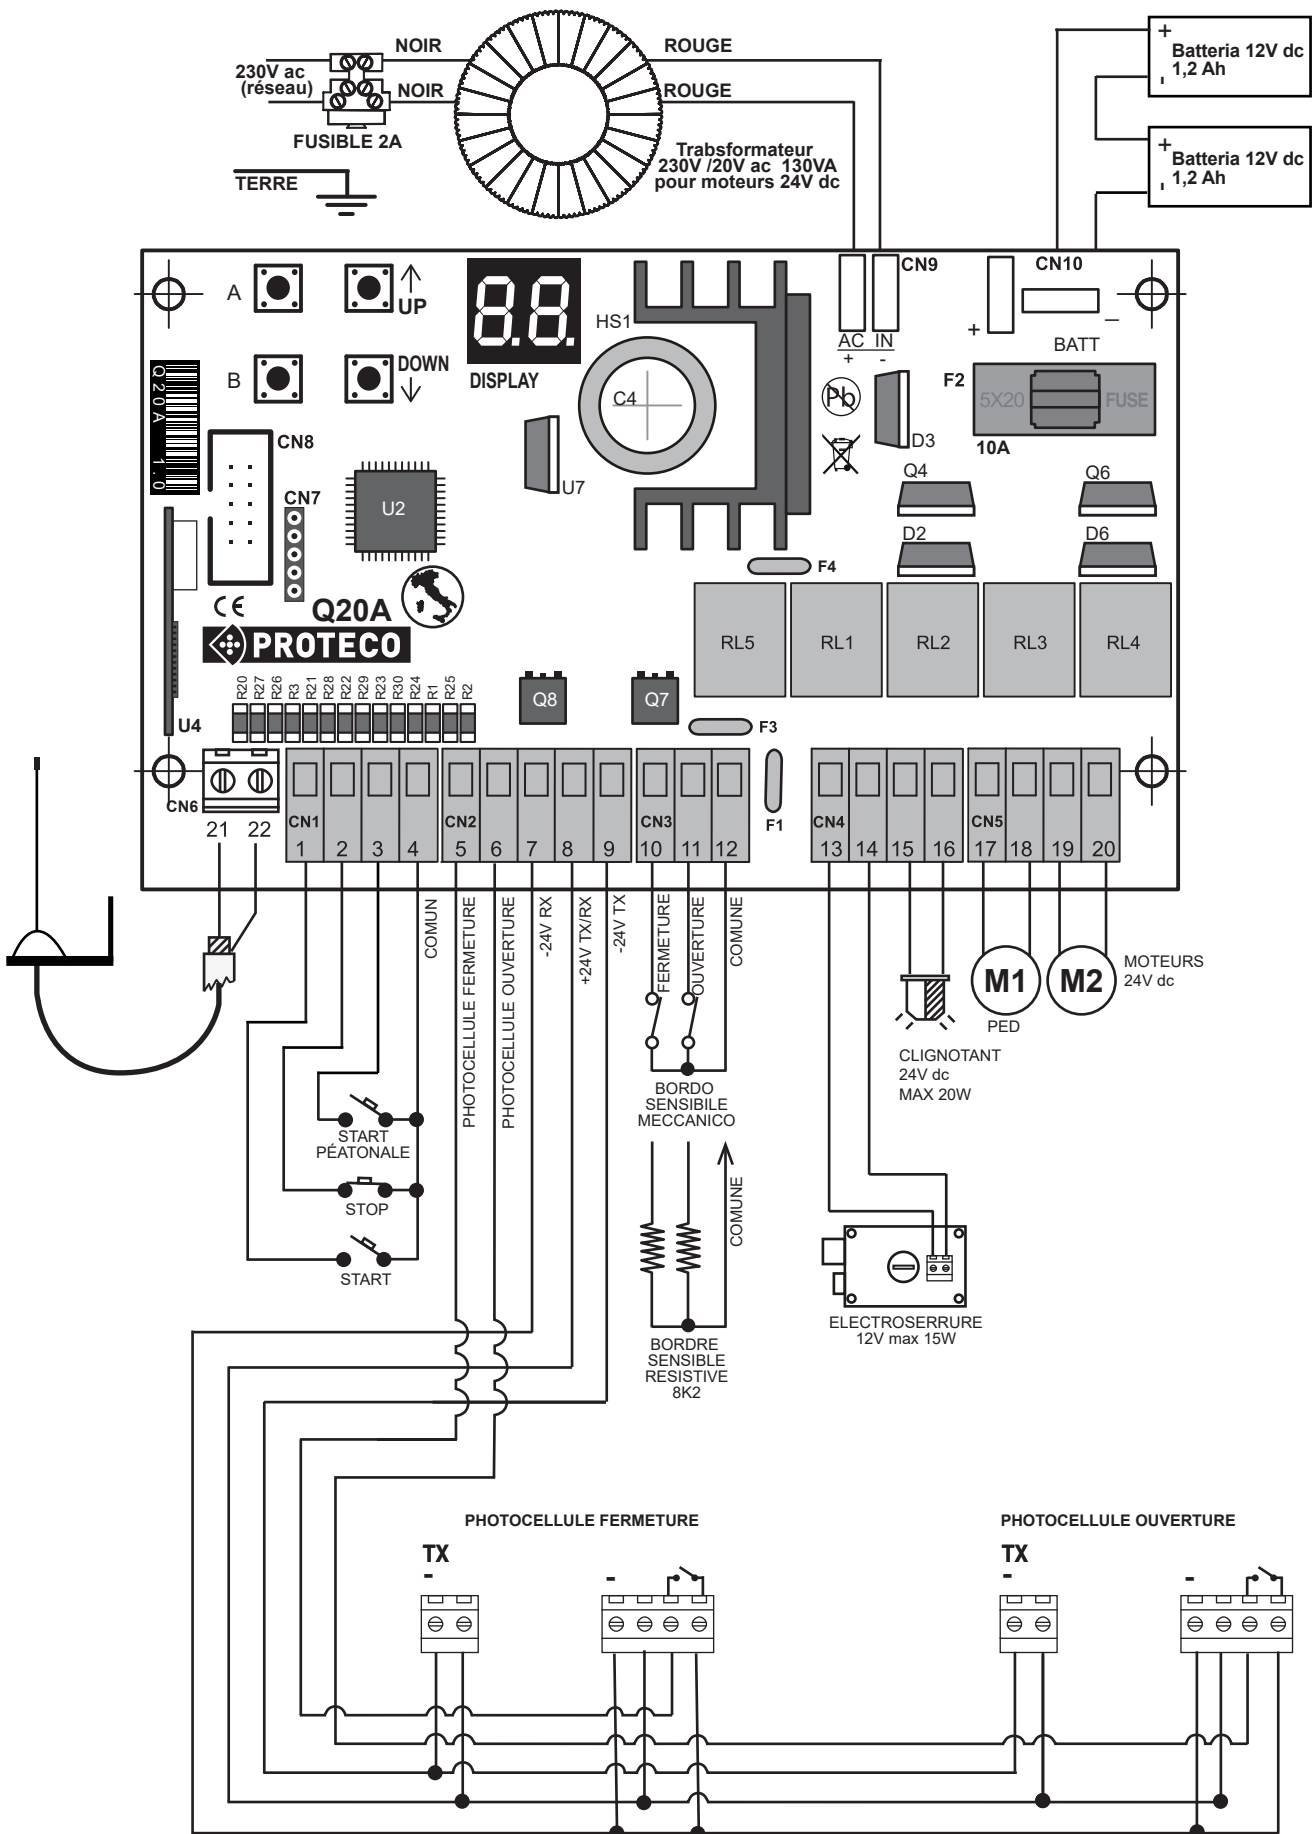 NOIR
ROUGE
230V ac
(réseau)
NOIR
ROUGE
FUSIBLE 2A
TERRE
Trabsformateur
230V /20V ac 130VA
pour moteurs 24V dc
+
Batteria 12V dc
1,2 Ah
-
+
Batteria 12V dc
1,2 Ah
-
A
UP
B
DOWN
8.8.
DISPLAY
HS1
C4
CN9
AC IN
+ -
CN10
+
–
BATT
F2
5X20
FUSE
10A
Pb
D3
Q4
Q6
D2
D6
Q20A 1.0
CN8
CN7
U2
U7
F4
CE
Q20A
PROTECO
RL5
RL1
RL2
RL3
RL4
R20
R27
R26
R3
R21
R28
R22
R29
R23
R30
R24
R1
R25
R2
Q8
Q7
F3
U4
CN6
21
22
CN1
1
2
3
4
CN2
5
6
7
8
9
CN3
10
11
12
F1
CN4
13
14
15
16
CN5
17
18
19
20
COMUN
PHOTOCELLULE FERMETURE
PHOTOCELLULE OUVERTURE
-24V RX
+24V TX/RX
-24V TX
FERMETURE
OUVERTURE
COMUNE
M1
PED
M2
MOTEURS
24V dc
CLIGNOTANT
24V dc
MAX 20W
BORDO
SENSIBILE
MECCANICO
START
PÉATONALE
STOP
START
COMUNE
ELECTROSERRURE
12V max 15W
BORDRE
SENSIBLE
RESISTIVE
8K2
PHOTOCELLULE FERMETURE
PHOTOCELLULE OUVERTURE
TX
-
-
TX
-
-